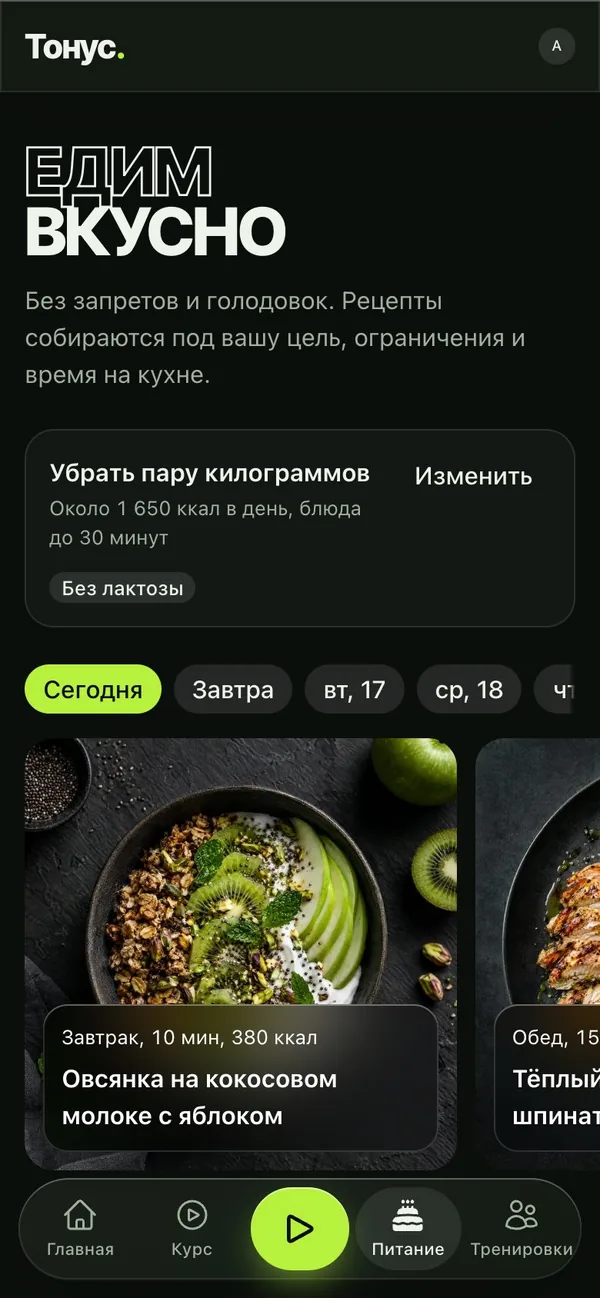 Тонус.
A
ЕДИМ
ВКУСНО
Без запретов и голодовок. Рецепты
собираются под вашу цель, ограничения и
время на кухне.
Убрать пару килограммов
Изменить
Около 1 650 ккал в день, блюда
до 30 минут
Без лактозы
Сегодня
Завтра
вт, 17
ср, 18
Завтрак, 10 мин, 380 ккал
Овсянка на кокосовом
молоке с яблоком
Обед, 15
Тёплый
шпинат
Главная
Курс
Питание
Тренировки